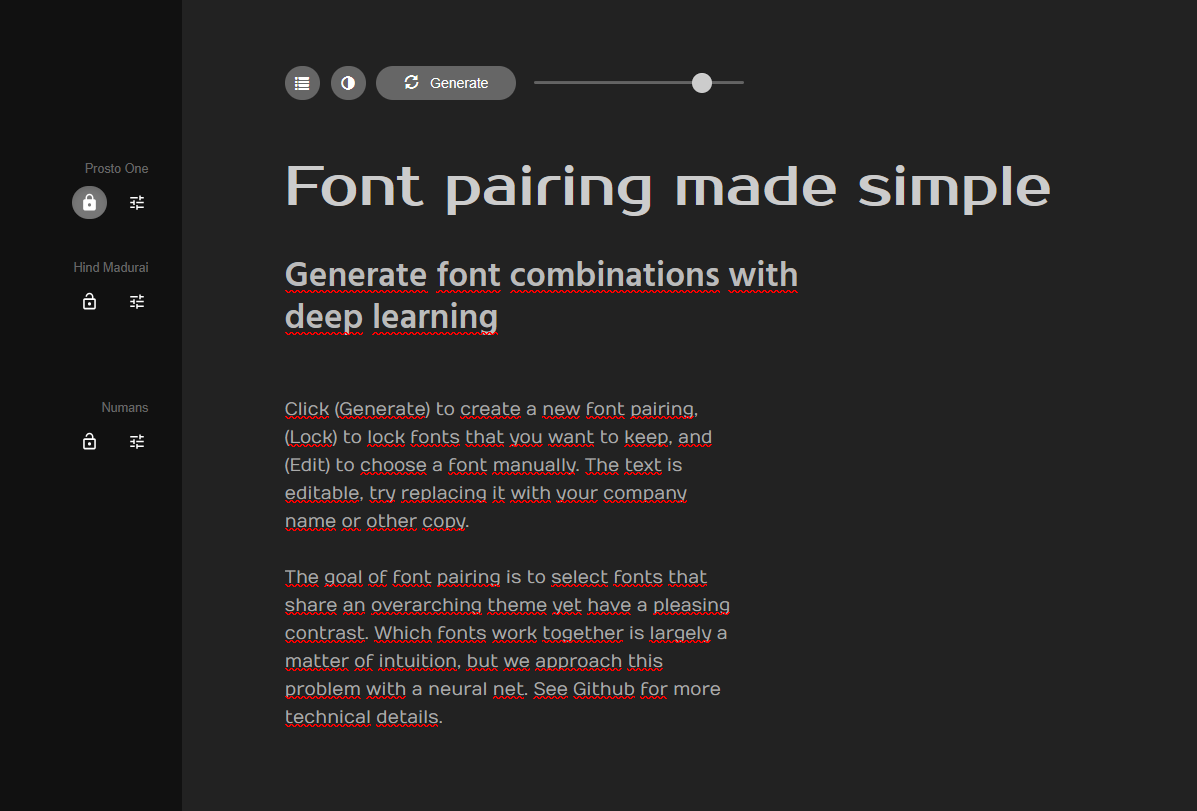 Generate
Prosto One
Font pairing made simple
Hind Madurai
Generate font combinations with
deep learning
Numans
Click (Generate) to create a new font pairing,
(Lock) to lock fonts that you want to keep, and
(Edit) to choose a font manually. The text is
editable, try replacing it with your company
name or other copy.
The goal of font pairing is to select fonts that
share an overarching theme yet have a pleasing
contrast. Which fonts work together is largely a
matter of intuition, but we approach this
problem with a neural net. See Github for more
technical details.